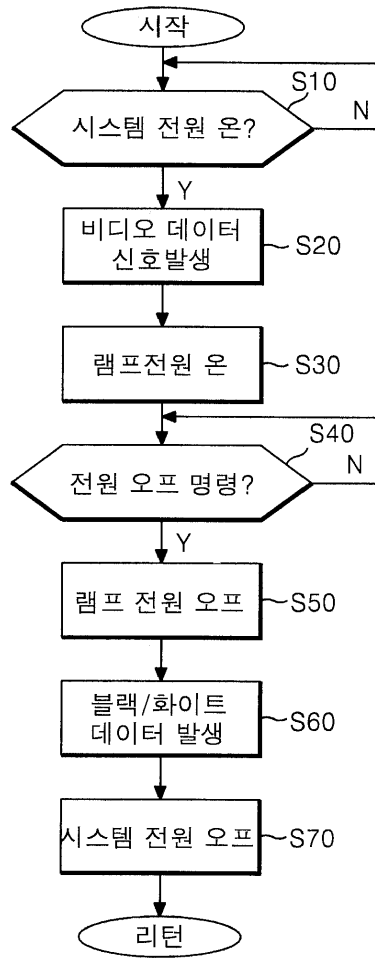 시작
S10
시스템 전원 온?
N
Y
비디오 데이터
신호발생
S20
램프전원 온
S30
S40
전원 오프 명령?
N
Y
램프 전원 오프
S50
블랙/화이트
데이터 발생
S60
시스템 전원 오프
S70
리턴